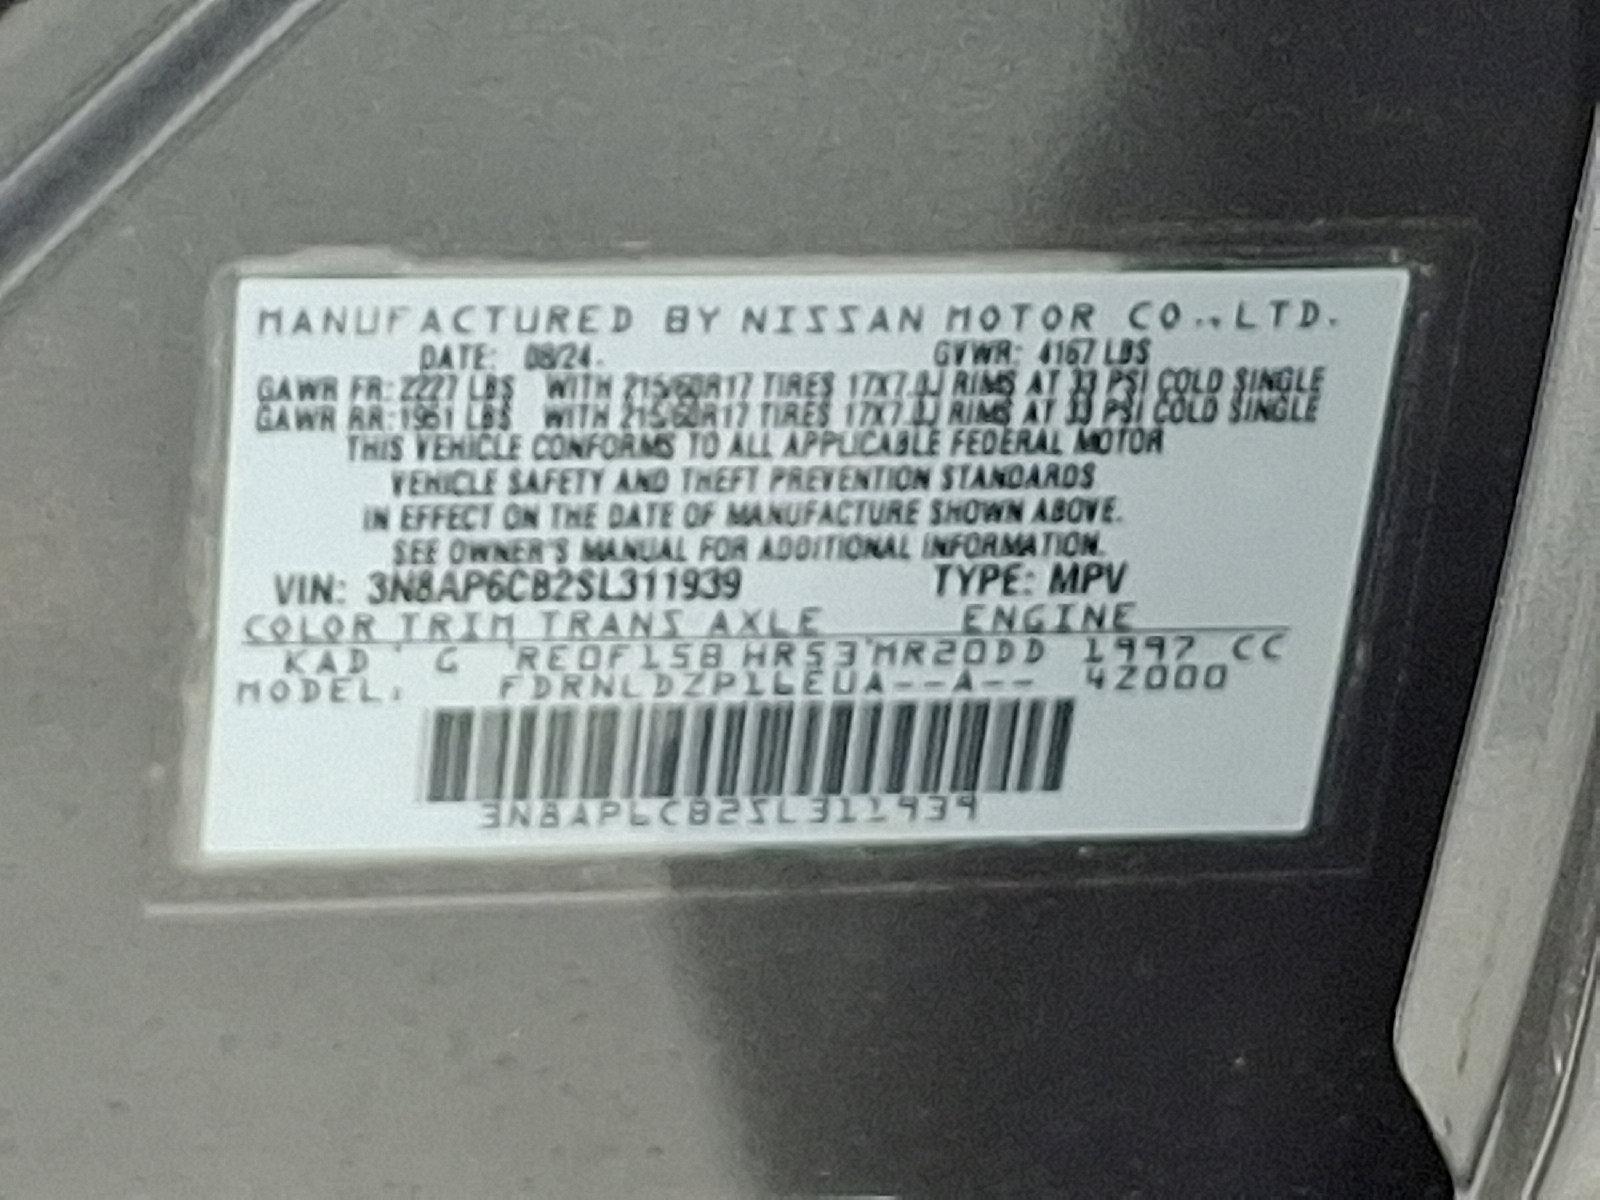 MANUFACTURED BY NISSAN MOTOR CO., LTD.
DATE: 08/24 GVWR: 4167 LBS
GAWR FR: 2227 LBS WITH 215/60R17 TIRES 17X7.0J RIMS AT 33 PSI COLD SINGLE
GAWR RR: 1961 LBS WITH 215/60R17 TIRES 17X7.0J RIMS AT 33 PSI COLD SINGLE
THIS VEHICLE CONFORMS TO ALL APPLICABLE FEDERAL MOTOR
VEHICLE SAFETY AND THEFT PREVENTION STANDARDS
IN EFFECT ON THE DATE OF MANUFACTURE SHOWN ABOVE.
SEE OWNER'S MANUAL FOR ADDITIONAL INFORMATION.
VIN: 3N8AP6CB2SL311939 TYPE: MPV
COLOR TRIM TRANS AXLE ENGINE
KAD G RE0F15B HR53 MR20DD 1997 CC
MODEL: FDRNLDZP16EUA--A-- 42000
3N8AP6CB2SL311939